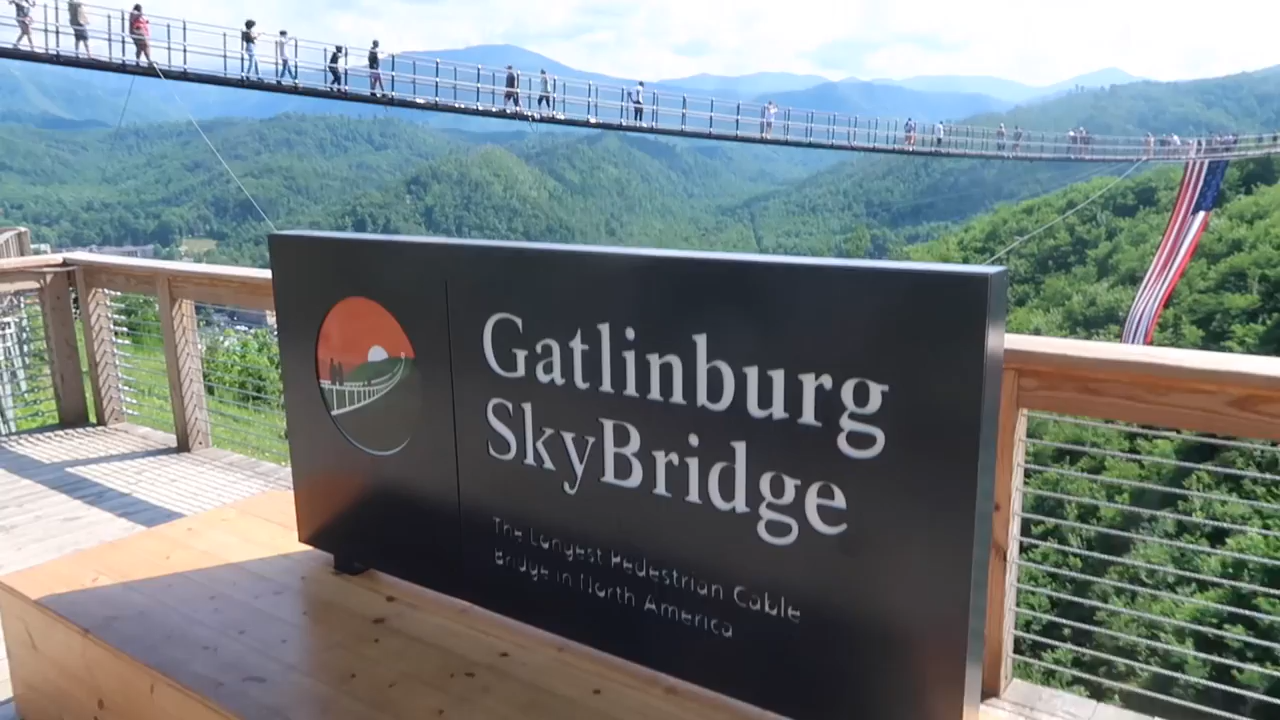 Gatlinburg
SkyBridge
The Longest Pedestrian Cable
Bridge in North America